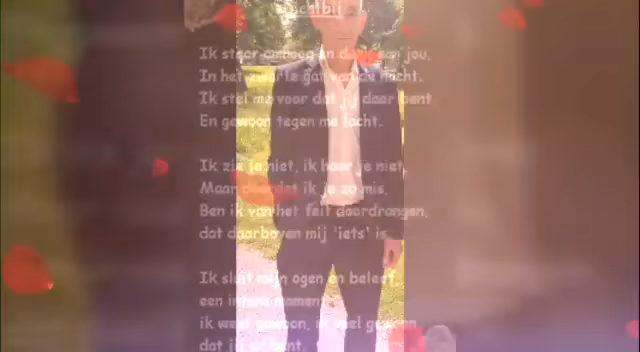 Dichtbij
Ik staar omhoog en denk aan jou,
In het zwarte gat van de nacht.
Ik stel me voor dat jij daar bent
En gewoon tegen me lacht.
Ik zie je niet, ik hoor je niet,
Maar doordat ik je zo mis,
Ben ik van het feit doordrongen,
dat daarboven mij 'iets' is.
Ik sluit mijn ogen en beleef
een intens moment
ik weet gewoon, ik voel gewoon
dat jij er bent.